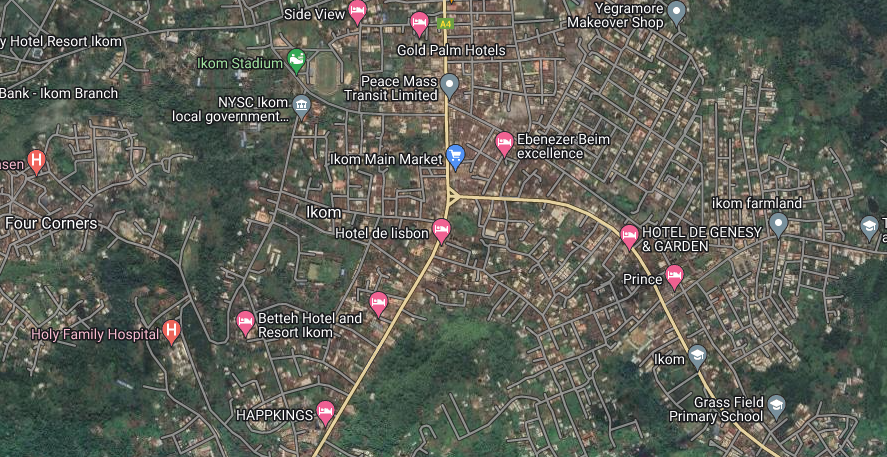 Side View
A4
Yegramore
Makeover Shop
y Hotel Resort Ikom
Gold Palm Hotels
Ikom Stadium
Peace Mass
Transit Limited
Bank - Ikom Branch
NYSC Ikom
local government...
Ebenezer Beim
excellence
Ikom Main Market
asen
H
ikom farmland
Ikom
Four Corners
Hotel de lisbon
HOTEL DE GENESY
& GARDEN
T
a
Prince
Betteh Hotel and
Resort Ikom
Holy Family Hospital
H
Ikom
Grass Field
Primary School
HAPPKINGS